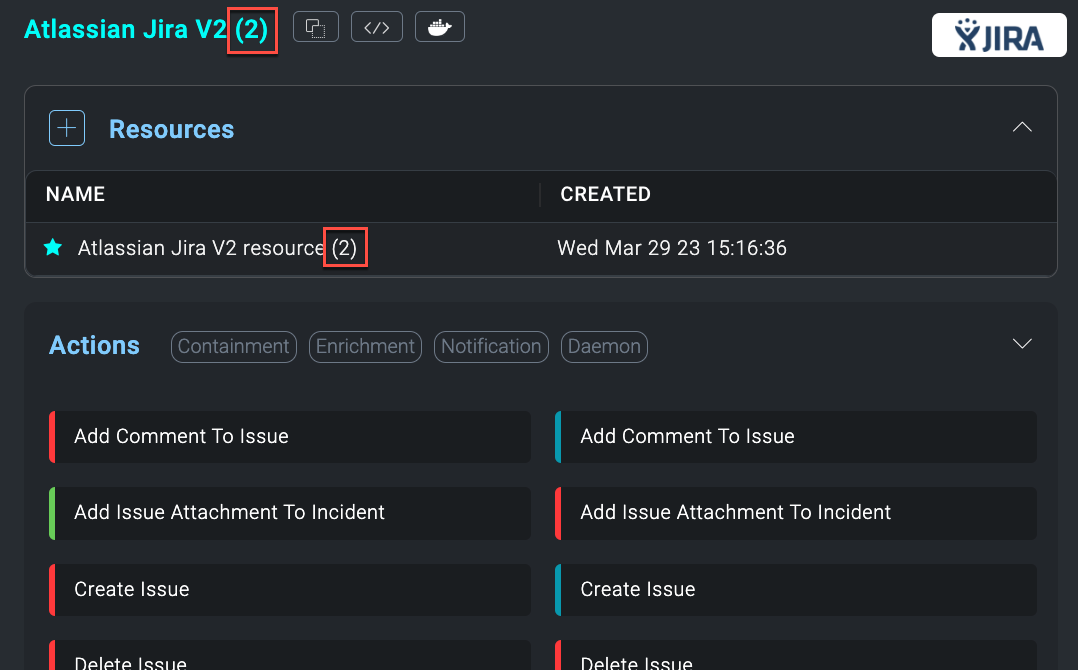 Atlassian Jira V2 (2)
</>
JIRA
Resources
NAME CREATED
Atlassian Jira V2 resource (2) Wed Mar 29 23 15:16:36
Actions Containment Enrichment Notification Daemon
Add Comment To Issue Add Comment To Issue
Add Issue Attachment To Incident Add Issue Attachment To Incident
Create Issue Create Issue
Delete Issue Delete Issue